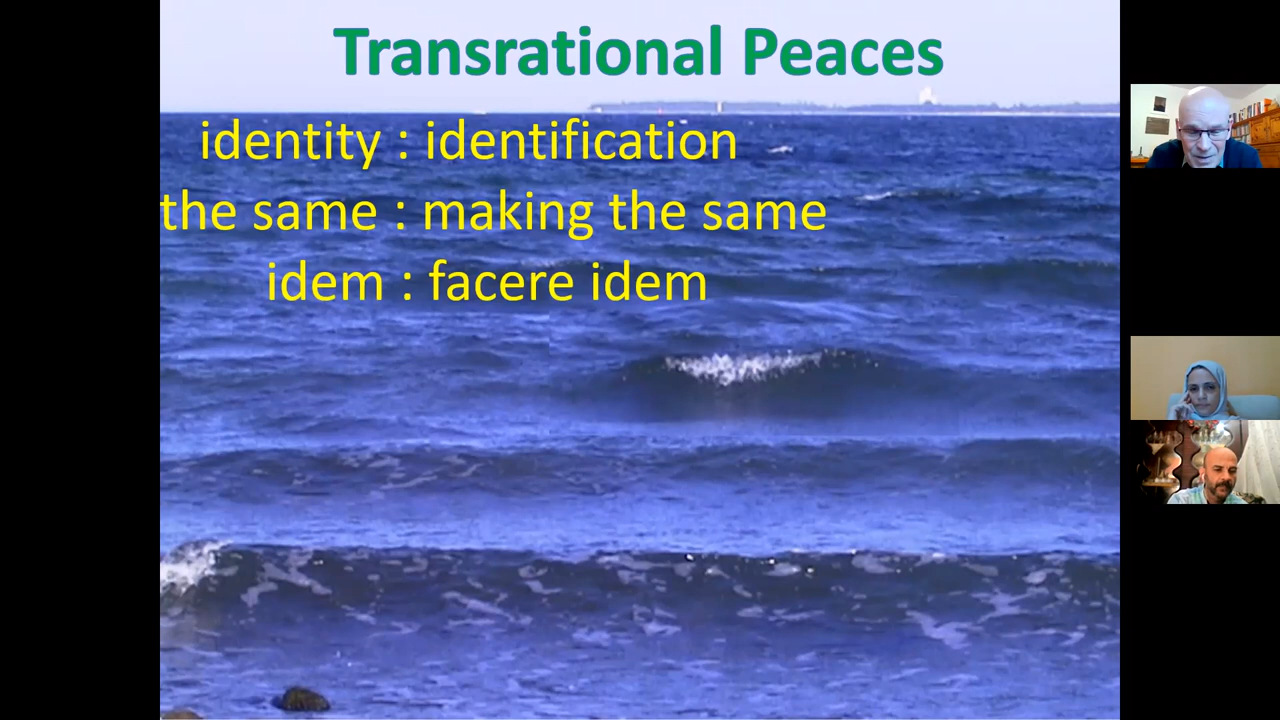 Transrational Peaces
identity : identification
the same : making the same
idem : facere idem